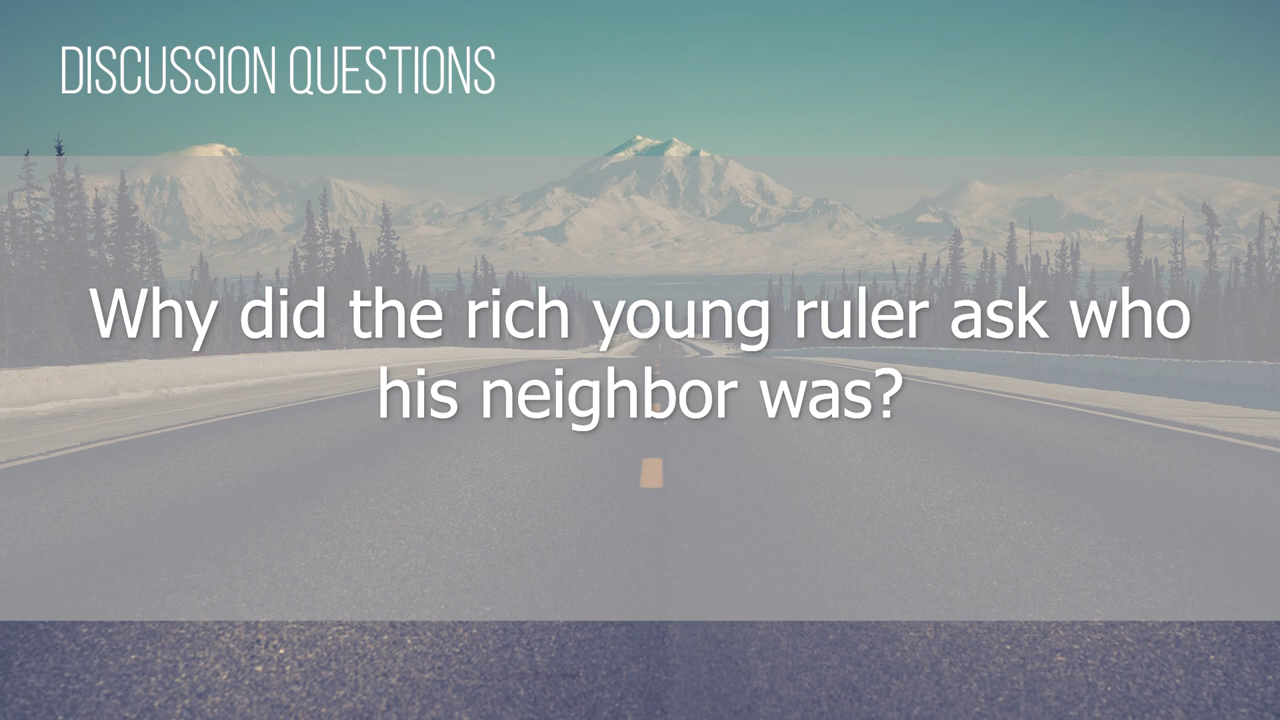 DISCUSSION QUESTIONS
Why did the rich young ruler ask who
his neighbor was?